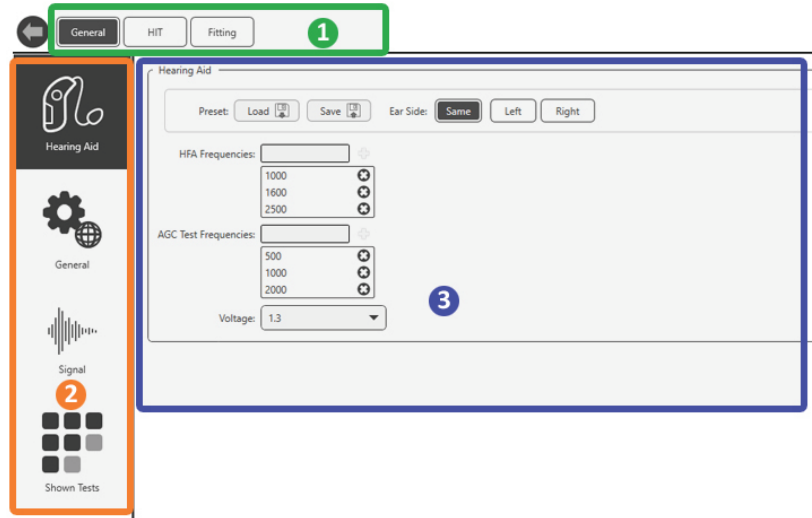 General HIT Fitting 1
Hearing Aid
Preset: Load Save Ear Side: Same Left Right
HFA Frequencies:
1000
1600
2500
AGC Test Frequencies:
500
1000
2000
Voltage: 1.3
3
Hearing Aid
General
Signal
2
Shown Tests